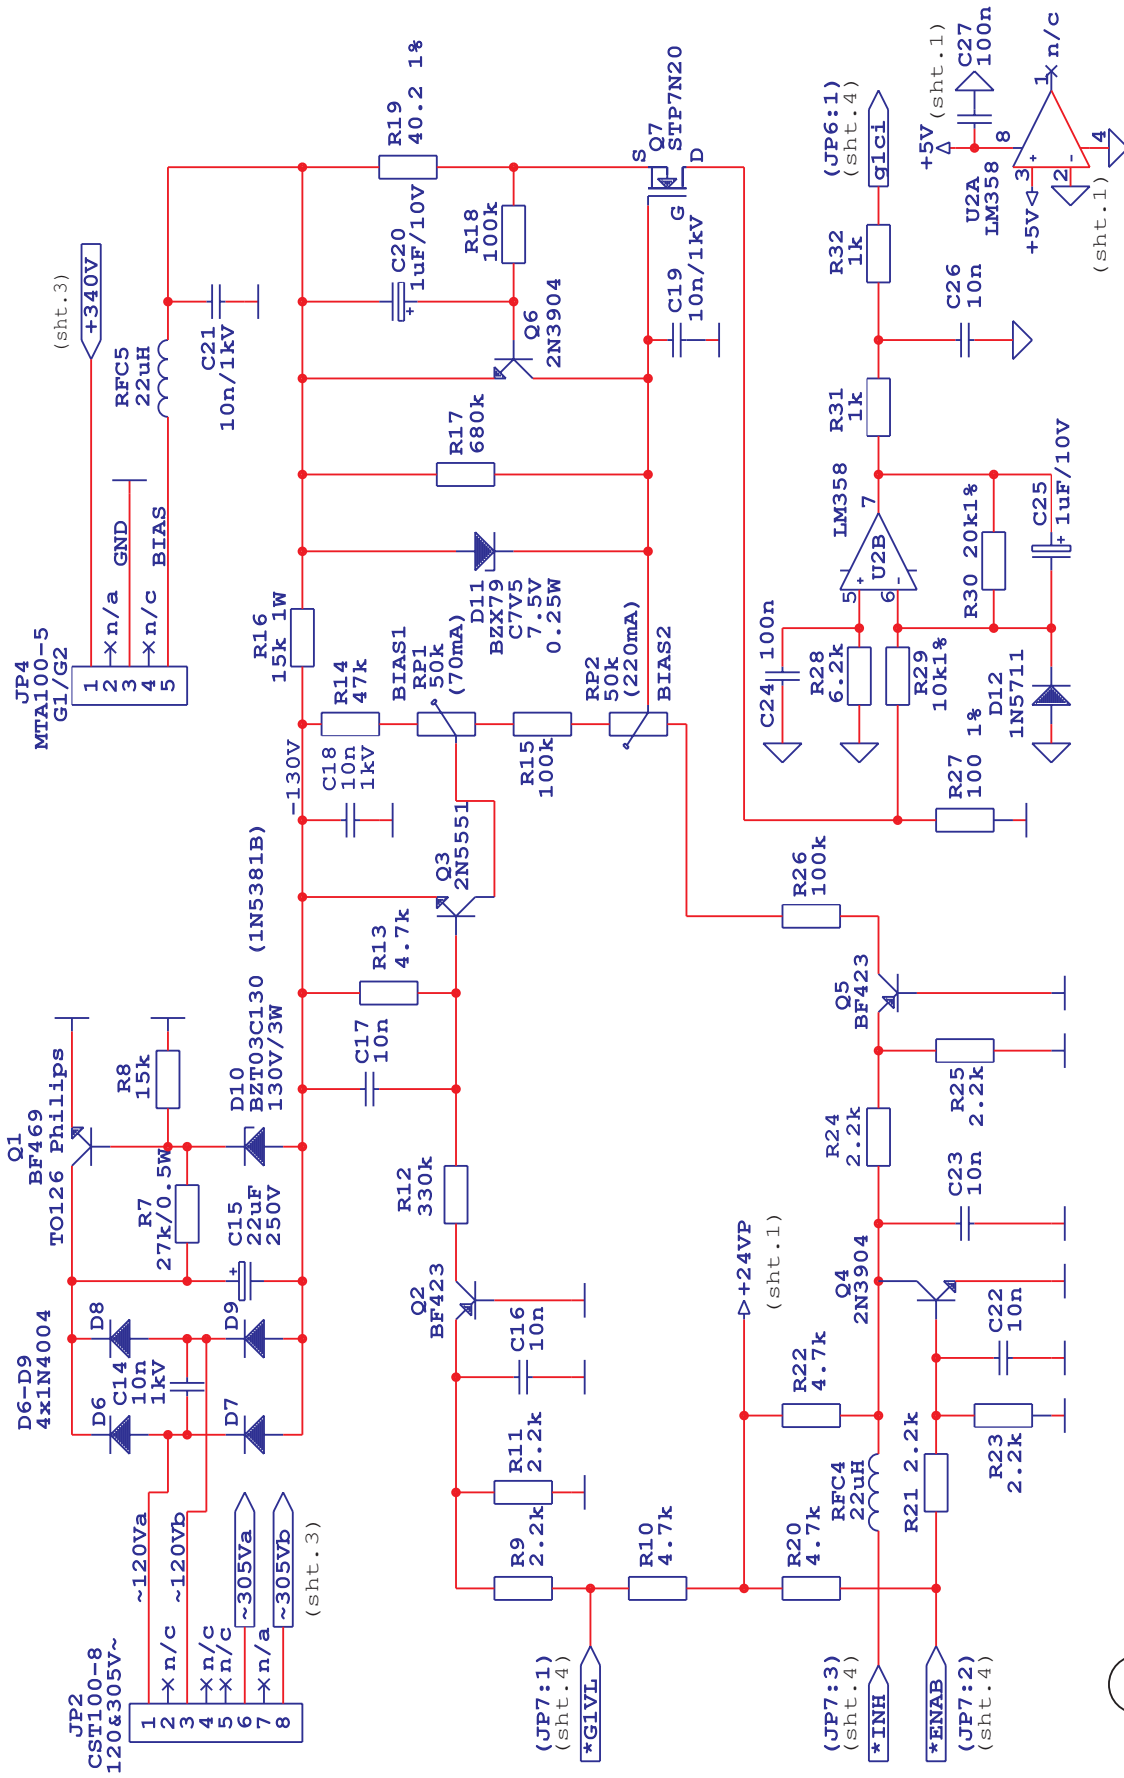 JP2
CST100-8
120&305V~
1
2
3
4
5
6
7
8
n/c
n/c
n/c
n/a
~120Va
~120Vb
~305Va
~305Vb
(sht.3)
D6-D9
4x1N4004
D6
D8
C14
10n
1kV
D7
D9
Q1
BF469
TO126 Philips
R7
27k/0.5W
C15
22uF
250V
+
R8
15k
D10
BZT03C130 (1N5381B)
130V/3W
-130V
JP4
MTA100-5
G1/G2
1
2
3
4
5
n/a
GND
n/c
BIAS
+340V
(sht.3)
RFC5
22uH
C21
10n/1kV
R16
15k 1W
R14
47k
C18
10n
1kV
BIAS1
RP1
50k
(70mA)
R15
100k
RP2
50k
(220mA)
BIAS2
D11
BZX79
C7V5
7.5V
0.25W
R17
680k
Q6
2N3904
C20
1uF/10V
+
R19
40.2 1%
R18
100k
Q7
STP7N20
S
D
G
C19
10n/1kV
Q3
2N5551
R13
4.7k
C17
10n
R12
330k
Q2
BF423
C16
10n
R11
2.2k
R9
2.2k
R10
4.7k
(JP7:1)
(sht.4)
*G1VL
+24VP
(sht.1)
R22
4.7k
R20
4.7k
RFC4
22uH
R21 2.2k
R23
2.2k
C22
10n
Q4
2N3904
C23
10n
R24
2.2k
R25
2.2k
Q5
BF423
R26
100k
(JP7:3)
(sht.4)
*INH
*ENAB
(JP7:2)
(sht.4)
R27
100 1%
C24 100n
R28
6.2k
R29
10k1%
D12
1N5711
LM358
U2B
5
6
7
+
-
R30 20k1%
C25
1uF/10V
+
R31
1k
R32
1k
C26
10n
(JP6:1)
(sht.4)
g1ci
U2A
LM358
+5V
(sht.1)
+5V
(sht.1)
C27
100n
3
2
8
4
1
+
-
n/c